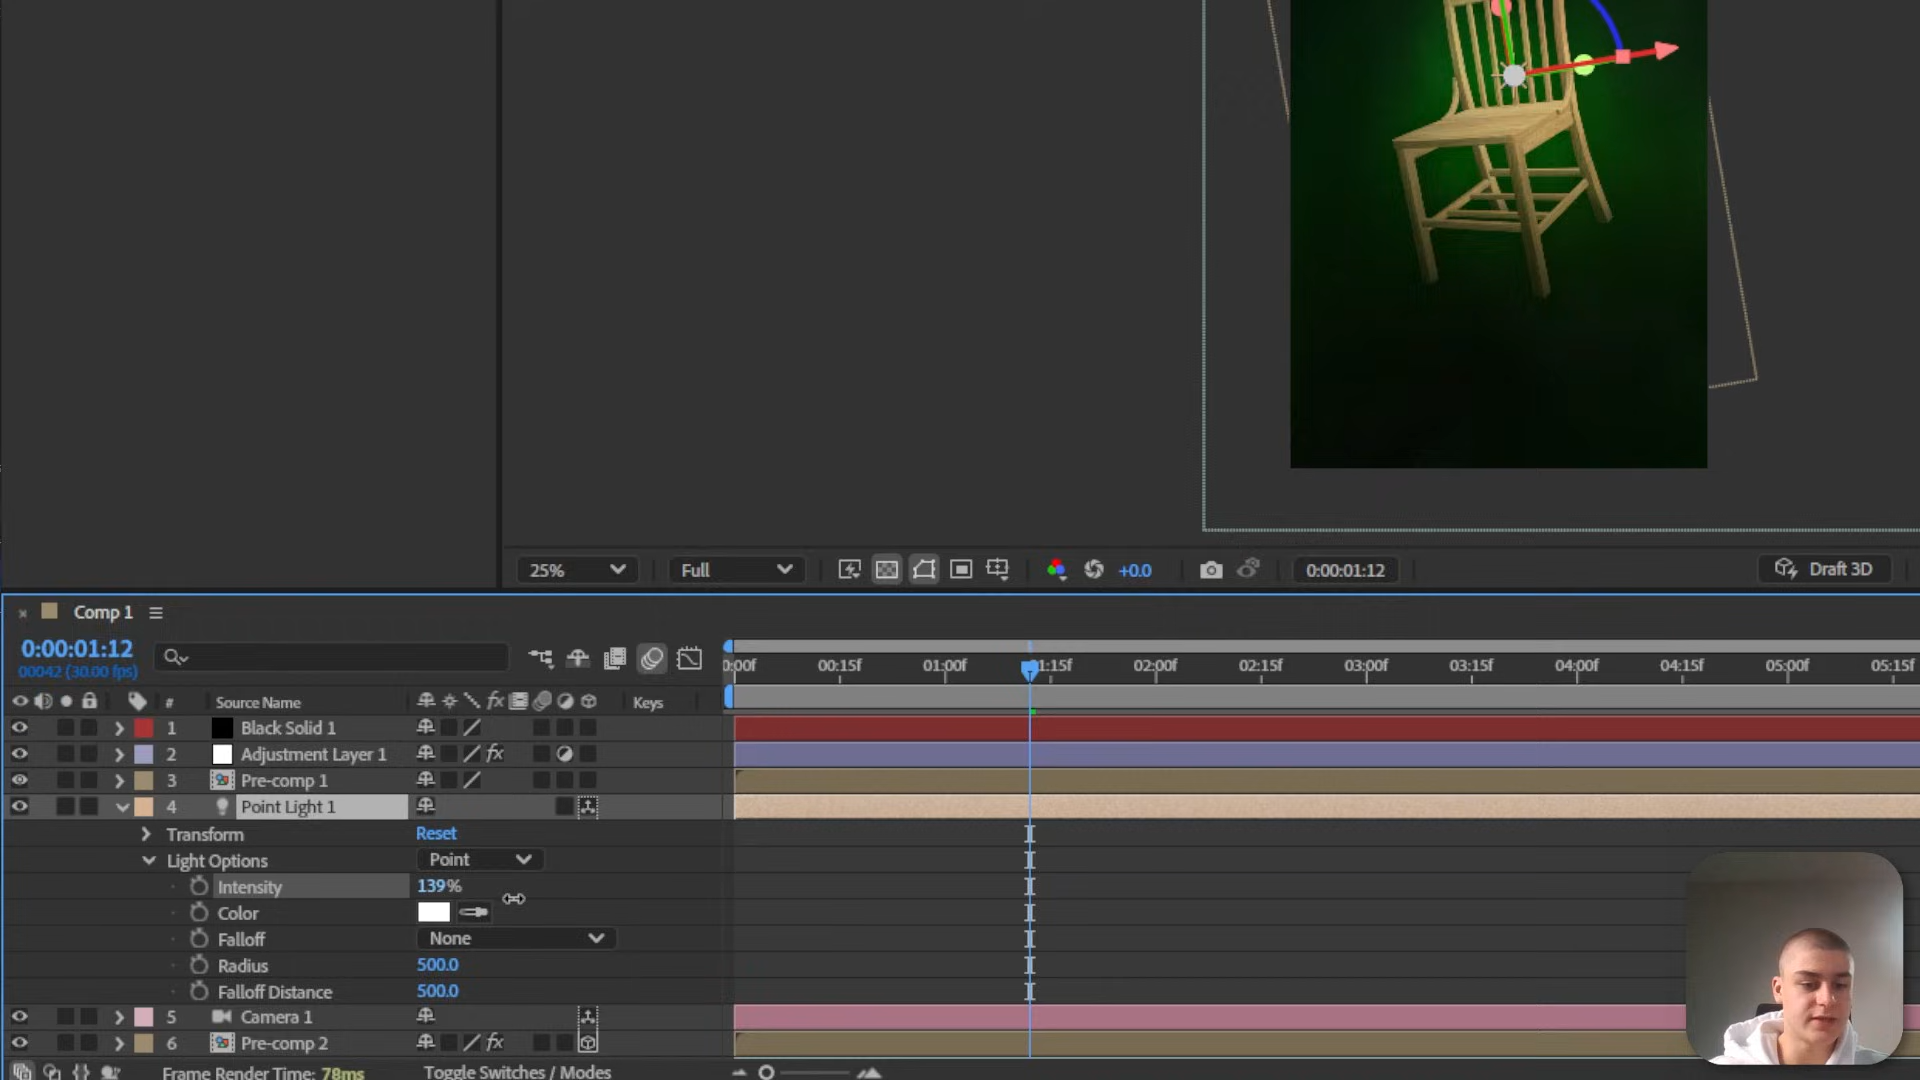 25% Full +0.0 0:00:01:12 Draft 3D
× Comp 1
0:00:01:12
00042 (30.00 fps)
0:00f 00:15f 01:00f 1:15f 02:00f 02:15f 03:00f 03:15f 04:00f 04:15f 05:00f 05:15f
# Source Name fx Keys
1 Black Solid 1
2 Adjustment Layer 1 fx
3 Pre-comp 1
4 Point Light 1
Transform Reset
Light Options Point
Intensity 139%
Color
Falloff None
Radius 500.0
Falloff Distance 500.0
5 Camera 1
6 Pre-comp 2 fx
Frame Render Time: 78ms Toggle Switches / Modes